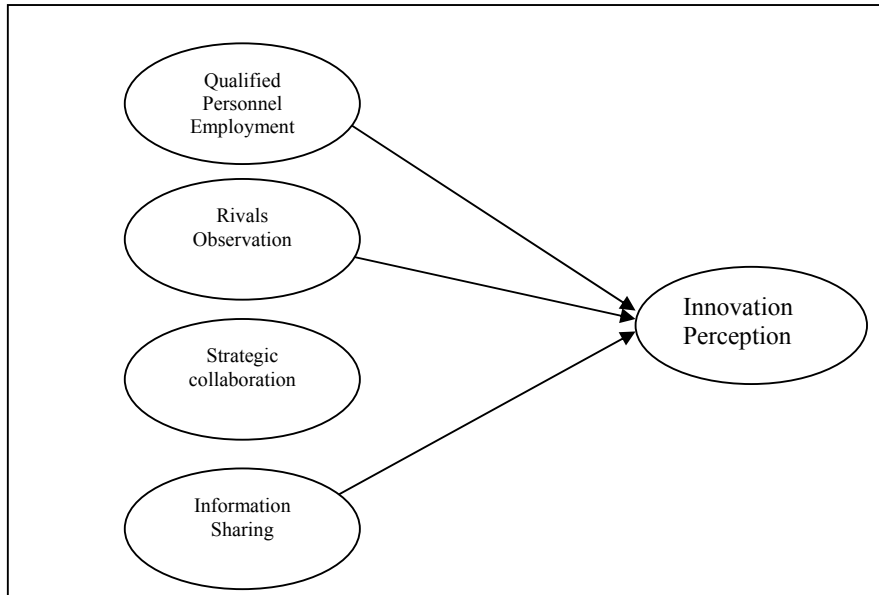 Qualified
Personnel
Employment
Rivals
Observation
Strategic
collaboration
Information
Sharing
Innovation
Perception